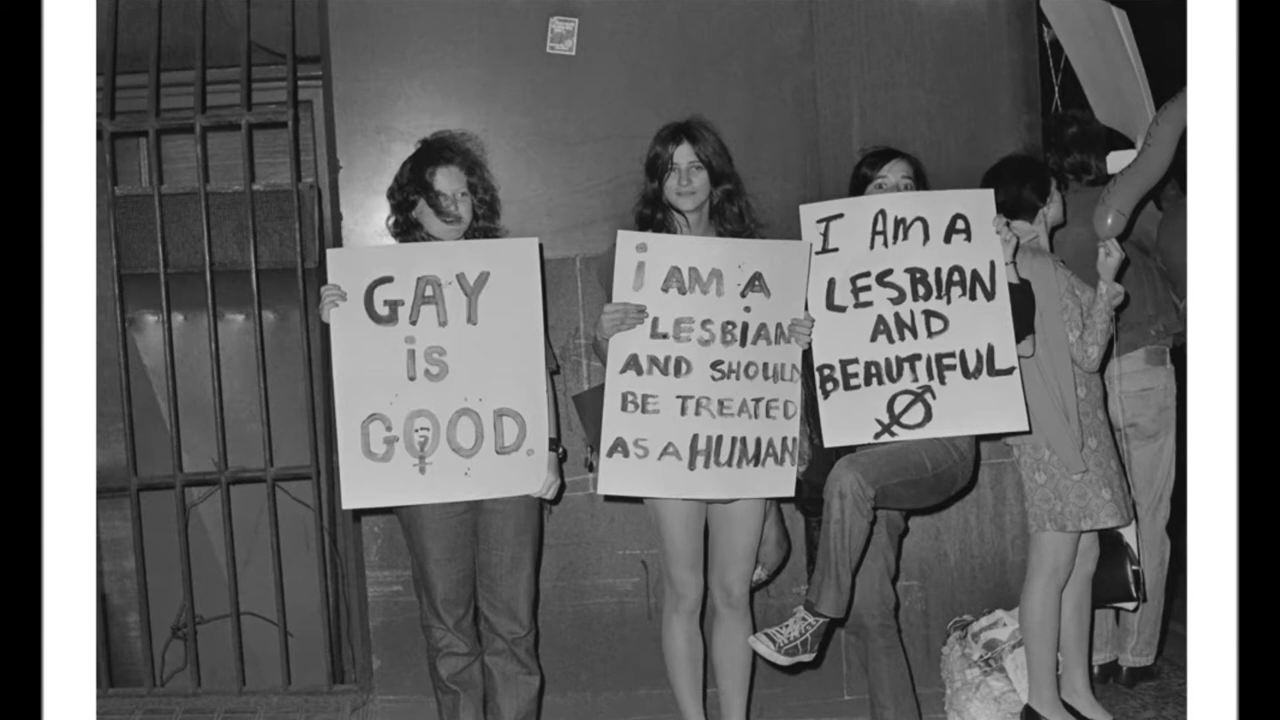 GAY
is
GOOD.
i AM A
LESBiAN
AND SHOULD
BE TREATED
AS A HUMAN
I AM A
LESBIAN
AND
BEAUTIFUL